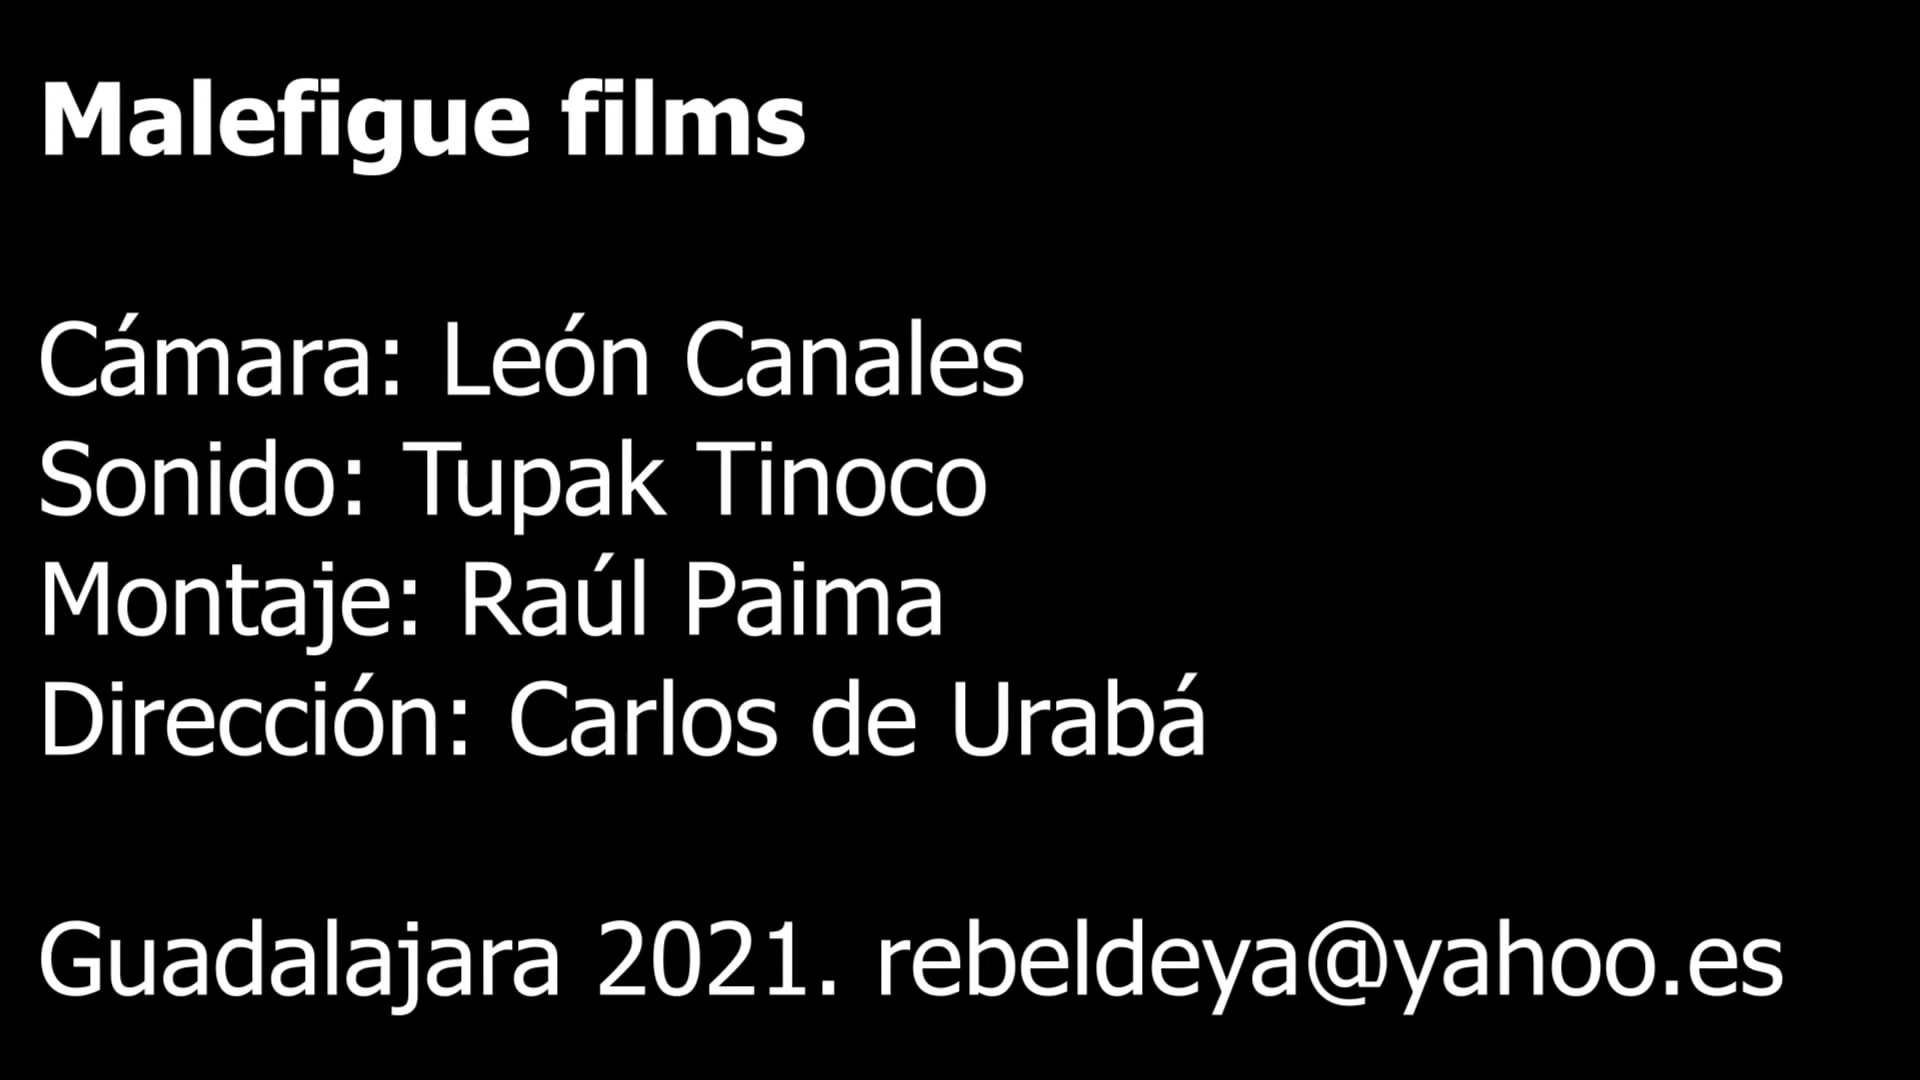 Malefigue films
Cámara: León Canales
Sonido: Tupak Tinoco
Montaje: Raúl Paima
Dirección: Carlos de Urabá
Guadalajara 2021. rebeldeya@yahoo.es